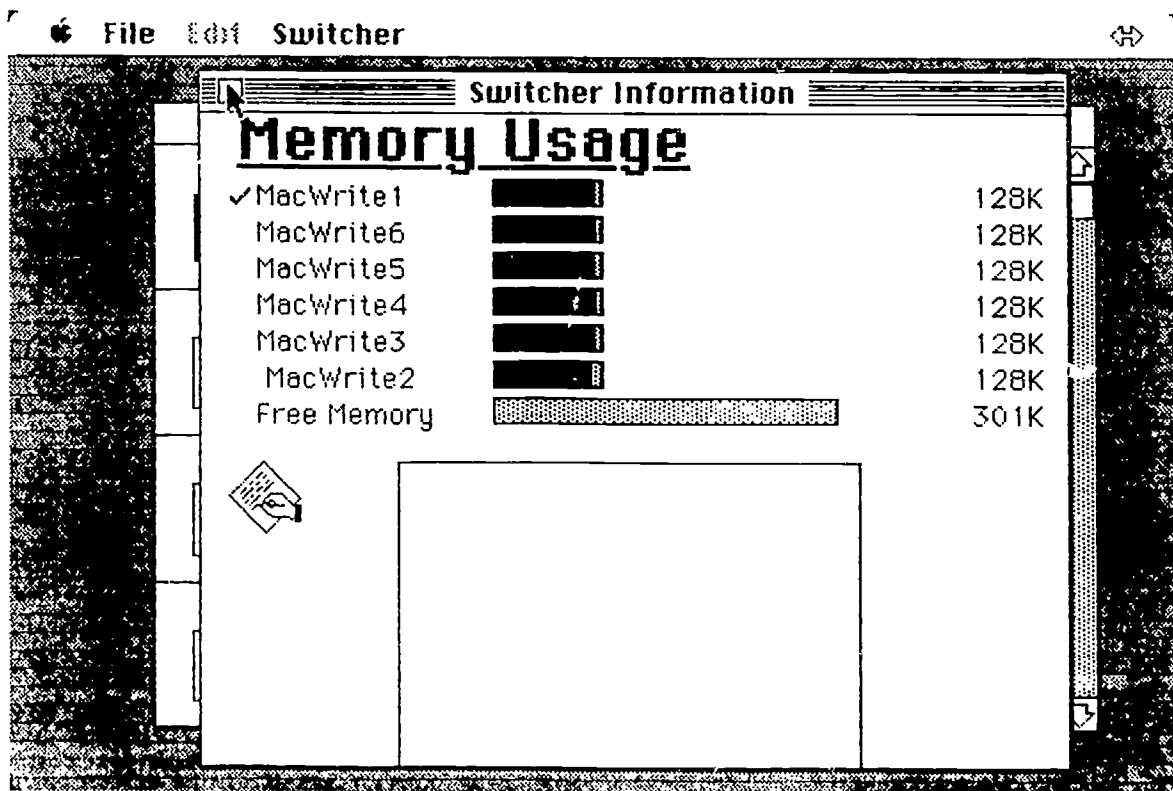 File Edit Switcher
Switcher Information
Memory Usage
✓MacWrite1 128K
MacWrite6 128K
MacWrite5 128K
MacWrite4 128K
MacWrite3 128K
MacWrite2 128K
Free Memory 301K